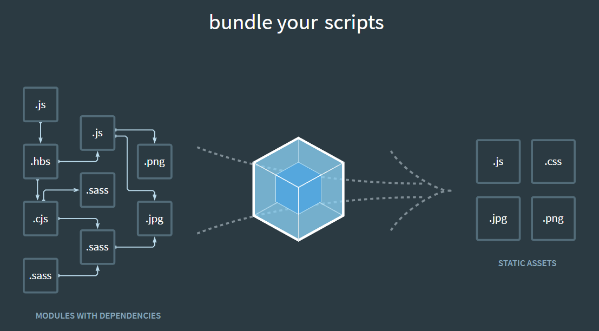 bundle your scripts
.js
.js
.hbs
.png
.sass
.cjs
.jpg
.sass
.sass
MODULES WITH DEPENDENCIES
.js
.css
.jpg
.png
STATIC ASSETS